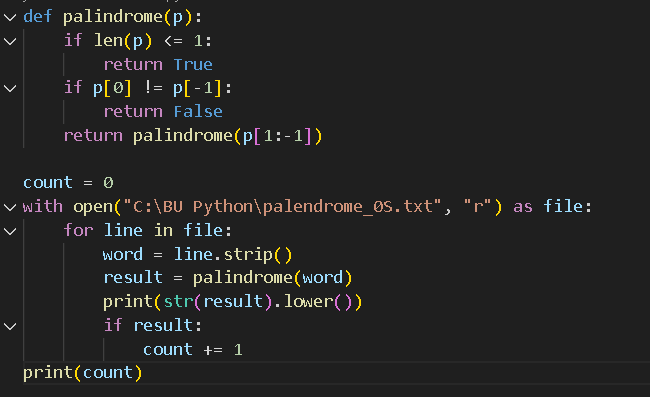 def palindrome(p):
    if len(p) <= 1:
        return True
    if p[0] != p[-1]:
        return False
    return palindrome(p[1:-1])
count = 0
with open("C:\BU Python\palendrome_0S.txt", "r") as file:
    for line in file:
        word = line.strip()
        result = palindrome(word)
        print(str(result).lower())
        if result:
            count += 1
print(count)